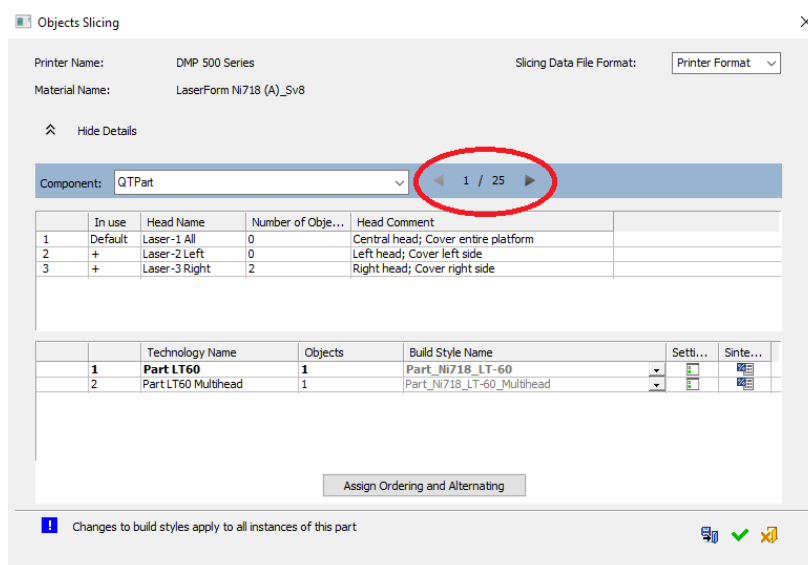 Objects Slicing
Printer Name: DMP 500 Series Slicing Data File Format: Printer Format
Material Name: LaserForm Ni718 (A)_Sv8
Hide Details
Component: QTPart 1 / 25
In use Head Name Number of Obje... Head Comment
1 Default Laser-1 All 0 Central head; Cover entire platform
2 + Laser-2 Left 0 Left head; Cover left side
3 + Laser-3 Right 2 Right head; Cover right side
Technology Name Objects Build Style Name Setti... Sinte...
1 Part LT60 1 Part_Ni718_LT-60
2 Part LT60 Multihead 1 Part_Ni718_LT-60_Multihead
Assign Ordering and Alternating
! Changes to build styles apply to all instances of this part